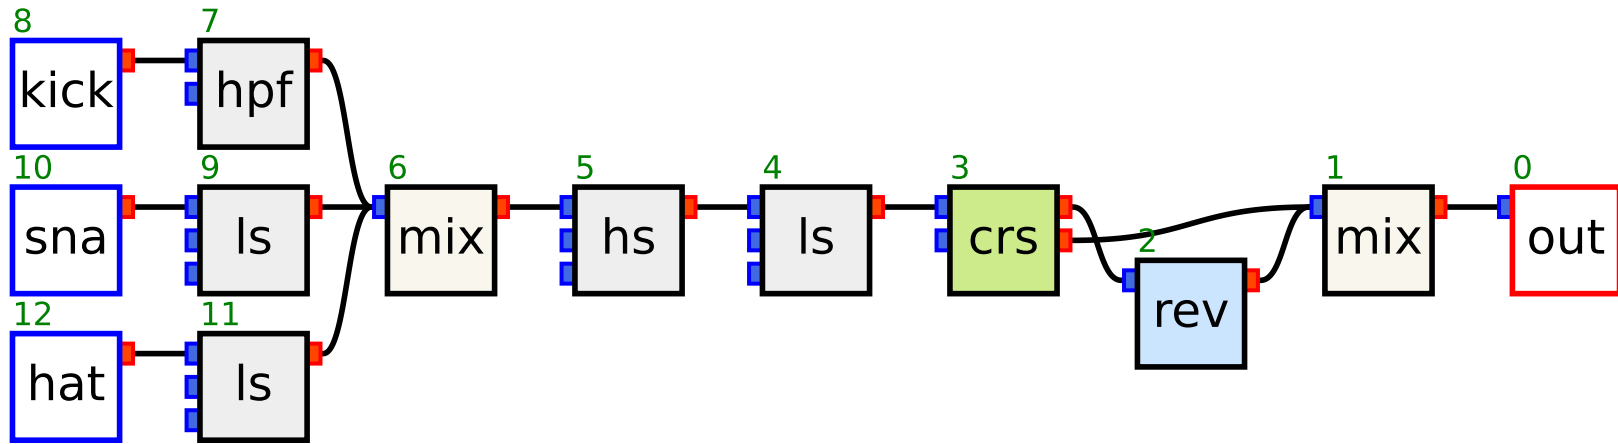 8 7
kick hpf
10 9 6 5 4 3 1 0
sna ls mix hs ls crs mix out
2
rev
12 11
hat ls